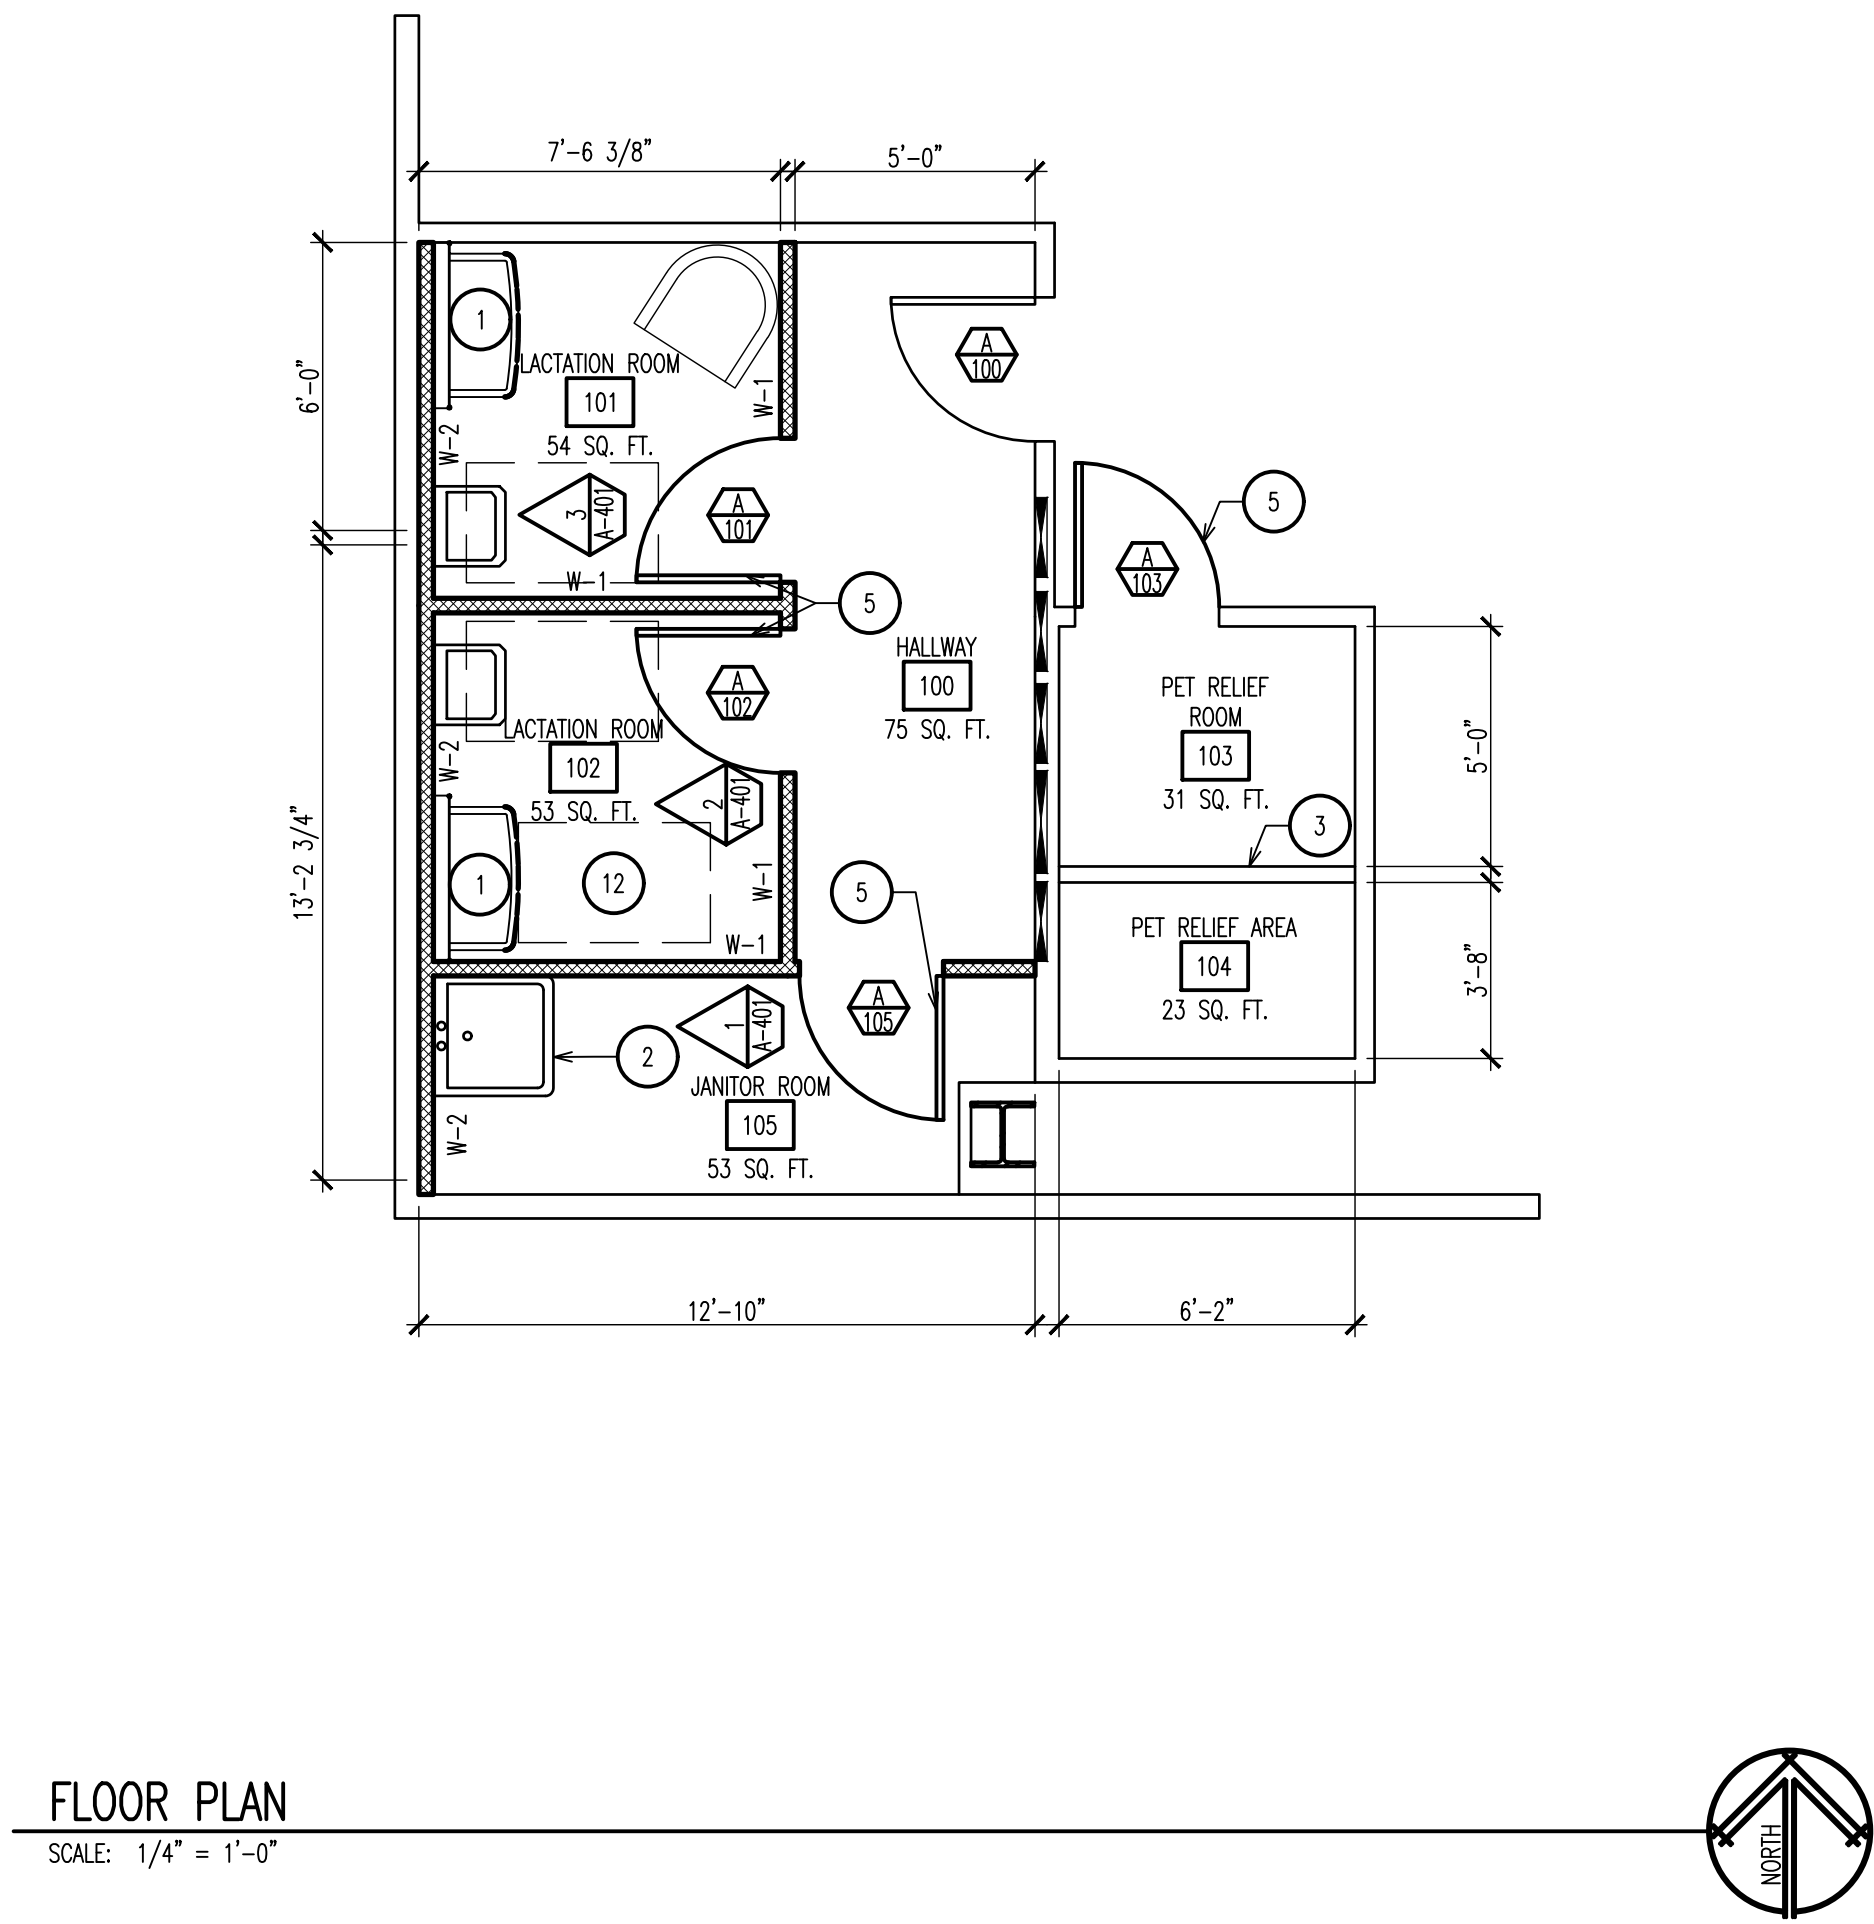 7'-6 3/8"
5'-0"
6'-0"
13'-2 3/4"
1
LACTATION ROOM
101
54 SQ. FT.
W-1
W-2
3
A-401
W-1
A
100
A
101
5
A
103
5
HALLWAY
100
75 SQ. FT.
A
102
LACTATION ROOM
102
53 SQ. FT.
W-2
2
A-401
1
12
W-1
W-1
5
PET RELIEF
ROOM
103
31 SQ. FT.
3
5'-0"
PET RELIEF AREA
104
23 SQ. FT.
3'-8"
A
105
1
A-401
2
JANITOR ROOM
105
53 SQ. FT.
W-2
12'-10"
6'-2"
FLOOR PLAN
SCALE: 1/4" = 1'-0"
NORTH